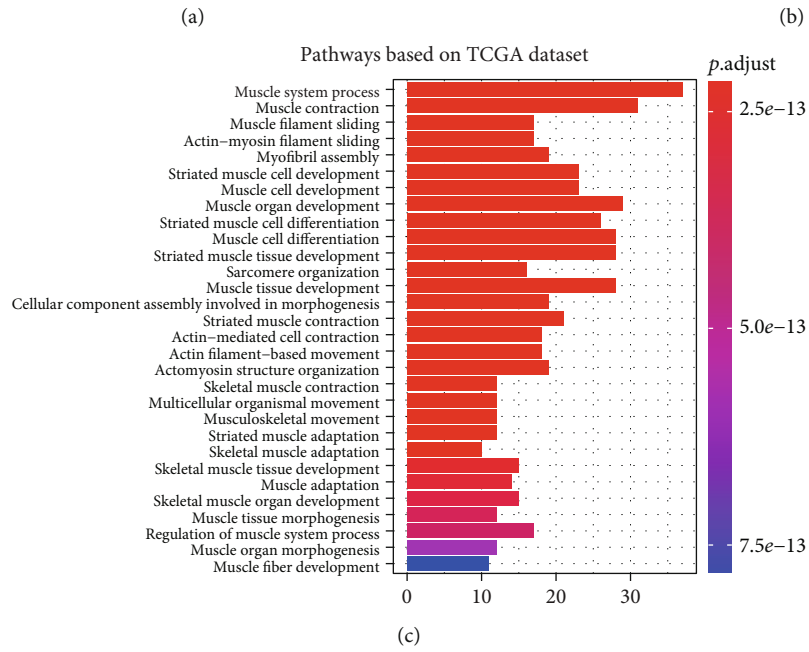 (a)
(b)
Pathways based on TCGA dataset
p.adjust
Muscle system process
Muscle contraction
Muscle filament sliding
Actin−myosin filament sliding
Myofibril assembly
Striated muscle cell development
Muscle cell development
Muscle organ development
Striated muscle cell differentiation
Muscle cell differentiation
Striated muscle tissue development
Sarcomere organization
Muscle tissue development
Cellular component assembly involved in morphogenesis
Striated muscle contraction
Actin−mediated cell contraction
Actin filament−based movement
Actomyosin structure organization
Skeletal muscle contraction
Multicellular organismal movement
Musculoskeletal movement
Striated muscle adaptation
Skeletal muscle adaptation
Skeletal muscle tissue development
Muscle adaptation
Skeletal muscle organ development
Muscle tissue morphogenesis
Regulation of muscle system process
Muscle organ morphogenesis
Muscle fiber development
2.5e−13
5.0e−13
7.5e−13
0 10 20 30
(c)